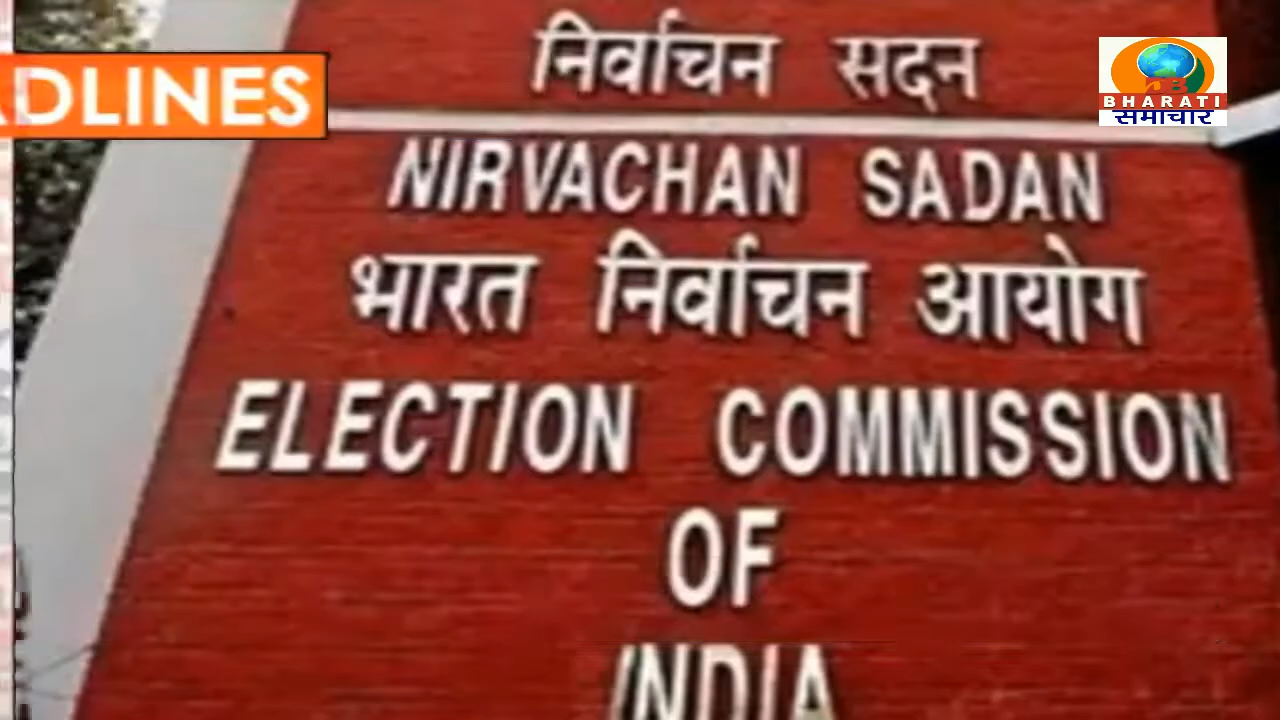 निर्वाचन सदन
ADLINES
BHARATI
समाचार
NIRVACHAN SADAN
भारत निर्वाचन आयोग
ELECTION COMMISSION
OF
INDIA